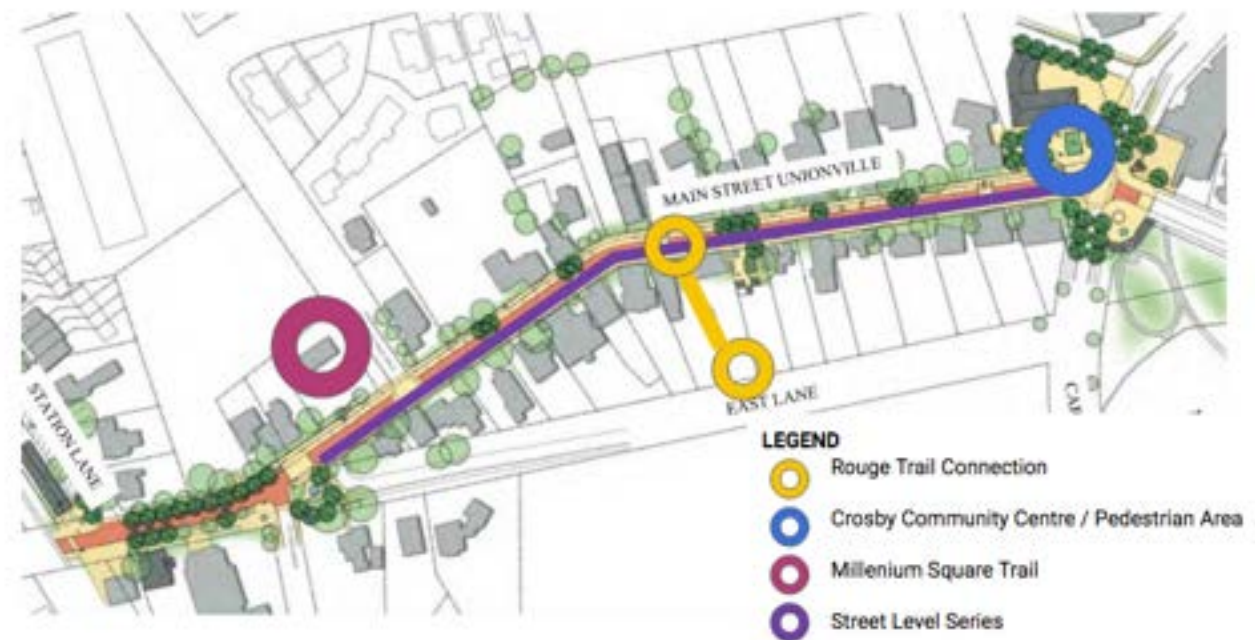 MAIN STREET UNIONVILLE
STATION LANE
EAST LANE
LEGEND
Rouge Trail Connection
Crosby Community Centre / Pedestrian Area
Millenium Square Trail
Street Level Series